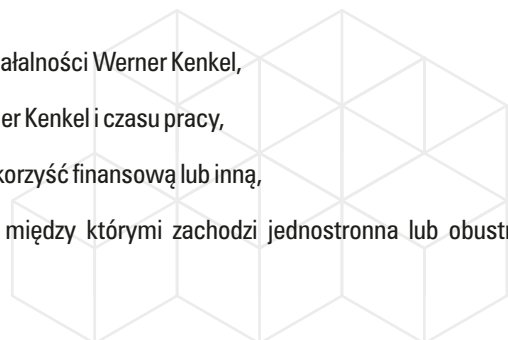 ałalności Werner Kenkel,
er Kenkel i czasu pracy,
korzyść finansową lub inną,
między którymi zachodzi jednostronna lub obustr